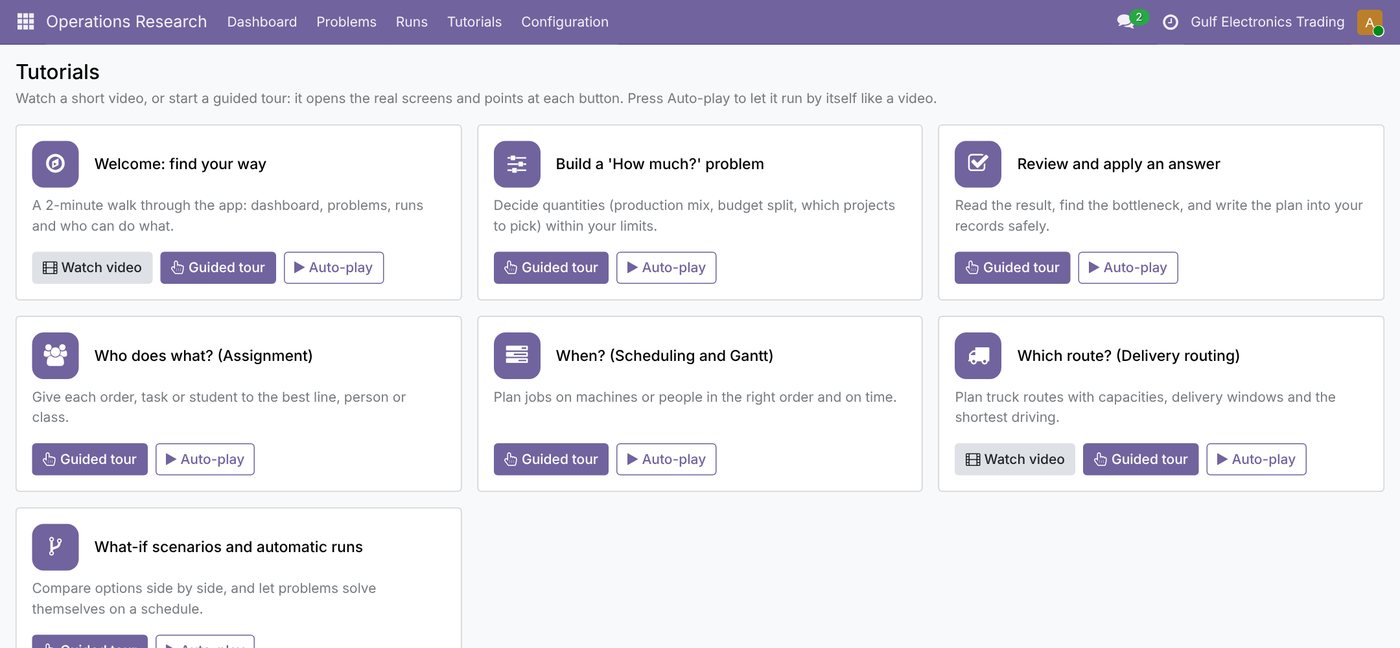 Operations Research Dashboard Problems Runs Tutorials Configuration 2 Gulf Electronics Trading A
Tutorials
Watch a short video, or start a guided tour: it opens the real screens and points at each button. Press Auto-play to let it run by itself like a video.
Welcome: find your way
A 2-minute walk through the app: dashboard, problems, runs
and who can do what.
Watch video Guided tour Auto-play
Build a 'How much?' problem
Decide quantities (production mix, budget split, which projects
to pick) within your limits.
Guided tour Auto-play
Review and apply an answer
Read the result, find the bottleneck, and write the plan into your
records safely.
Guided tour Auto-play
Who does what? (Assignment)
Give each order, task or student to the best line, person or
class.
Guided tour Auto-play
When? (Scheduling and Gantt)
Plan jobs on machines or people in the right order and on time.
Guided tour Auto-play
Which route? (Delivery routing)
Plan truck routes with capacities, delivery windows and the
shortest driving.
Watch video Guided tour Auto-play
What-if scenarios and automatic runs
Compare options side by side, and let problems solve
themselves on a schedule.
Guided tour Auto-play